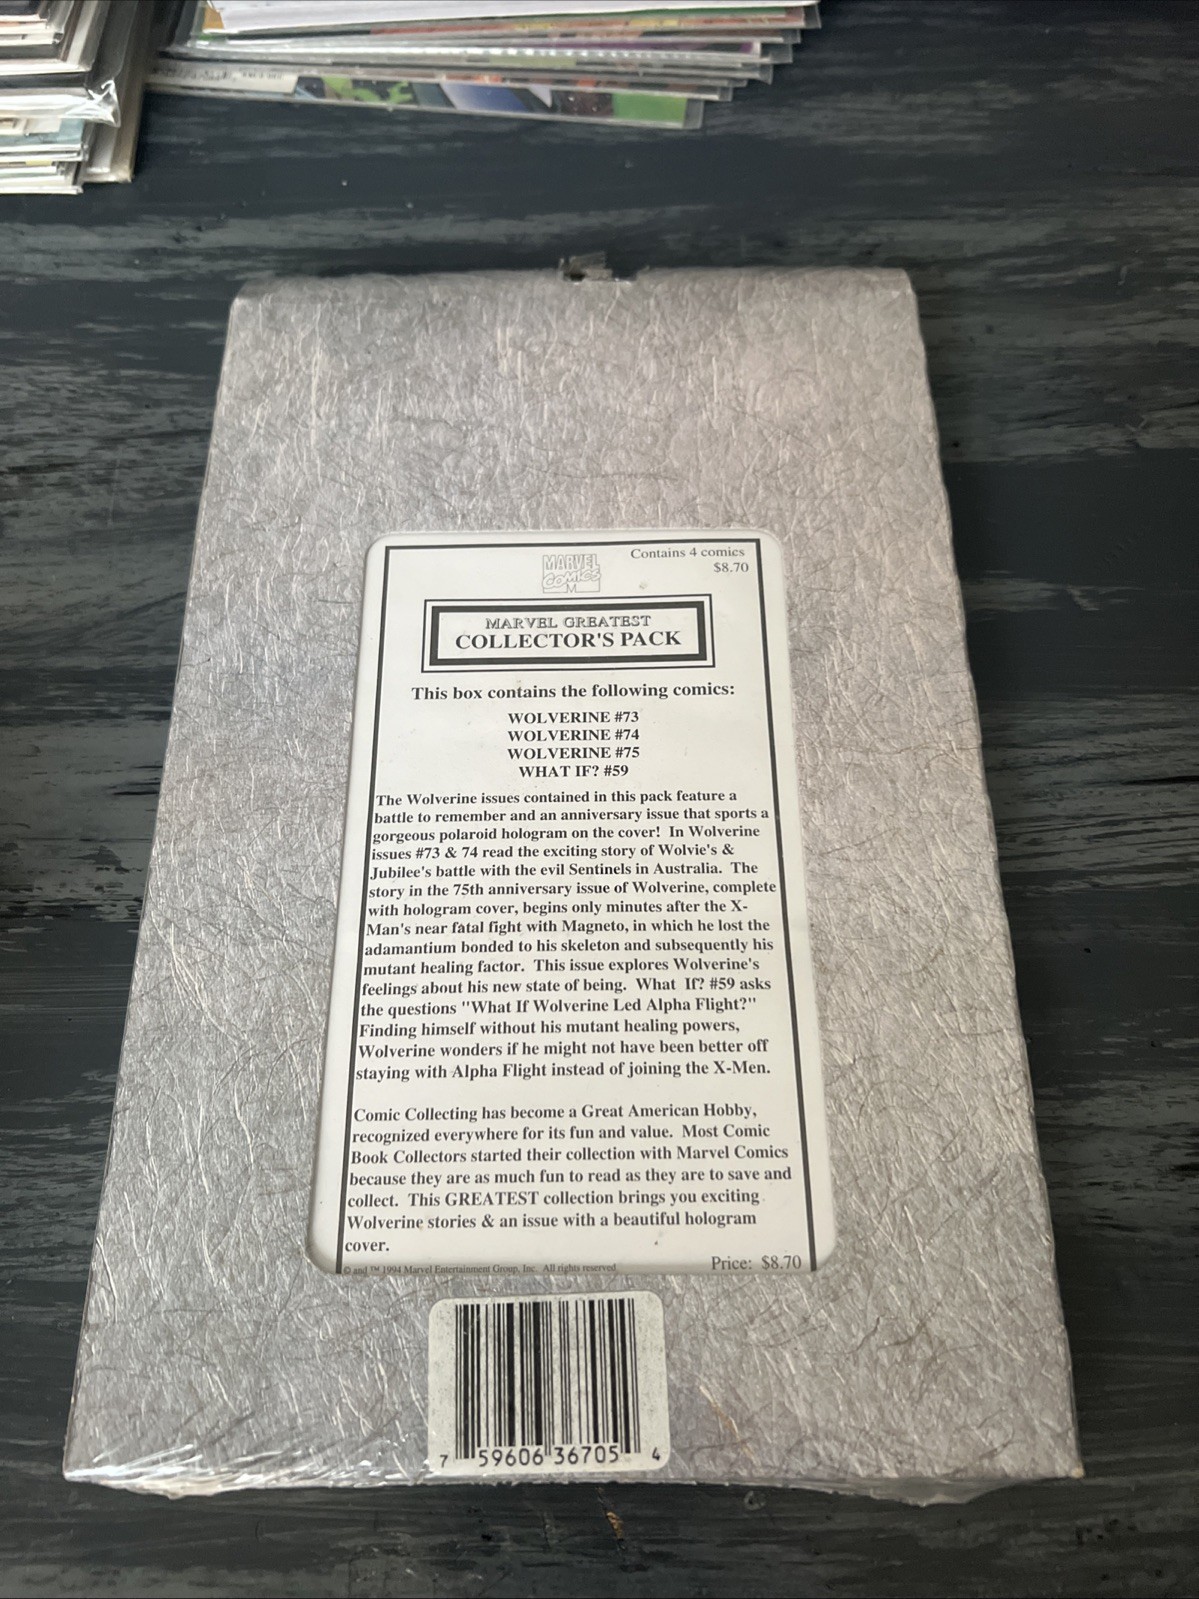 Contains 4 comics
$8.70
MARVEL
COMICS
M
MARVEL GREATEST
COLLECTOR'S PACK
This box contains the following comics:
WOLVERINE #73
WOLVERINE #74
WOLVERINE #75
WHAT IF? #59
The Wolverine issues contained in this pack feature a
battle to remember and an anniversary issue that sports a
gorgeous polaroid hologram on the cover! In Wolverine
issues #73 & 74 read the exciting story of Wolvie's &
Jubilee's battle with the evil Sentinels in Australia. The
story in the 75th anniversary issue of Wolverine, complete
with hologram cover, begins only minutes after the X-
Man's near fatal fight with Magneto, in which he lost the
adamantium bonded to his skeleton and subsequently his
mutant healing factor. This issue explores Wolverine's
feelings about his new state of being. What If? #59 asks
the questions "What If Wolverine Led Alpha Flight?"
Finding himself without his mutant healing powers,
Wolverine wonders if he might not have been better off
staying with Alpha Flight instead of joining the X-Men.
Comic Collecting has become a Great American Hobby,
recognized everywhere for its fun and value. Most Comic
Book Collectors started their collection with Marvel Comics
because they are as much fun to read as they are to save and
collect. This GREATEST collection brings you exciting
Wolverine stories & an issue with a beautiful hologram
cover.
Price: $8.70
© and ™ 1994 Marvel Entertainment Group, Inc. All rights reserved
7 59606 36705 4